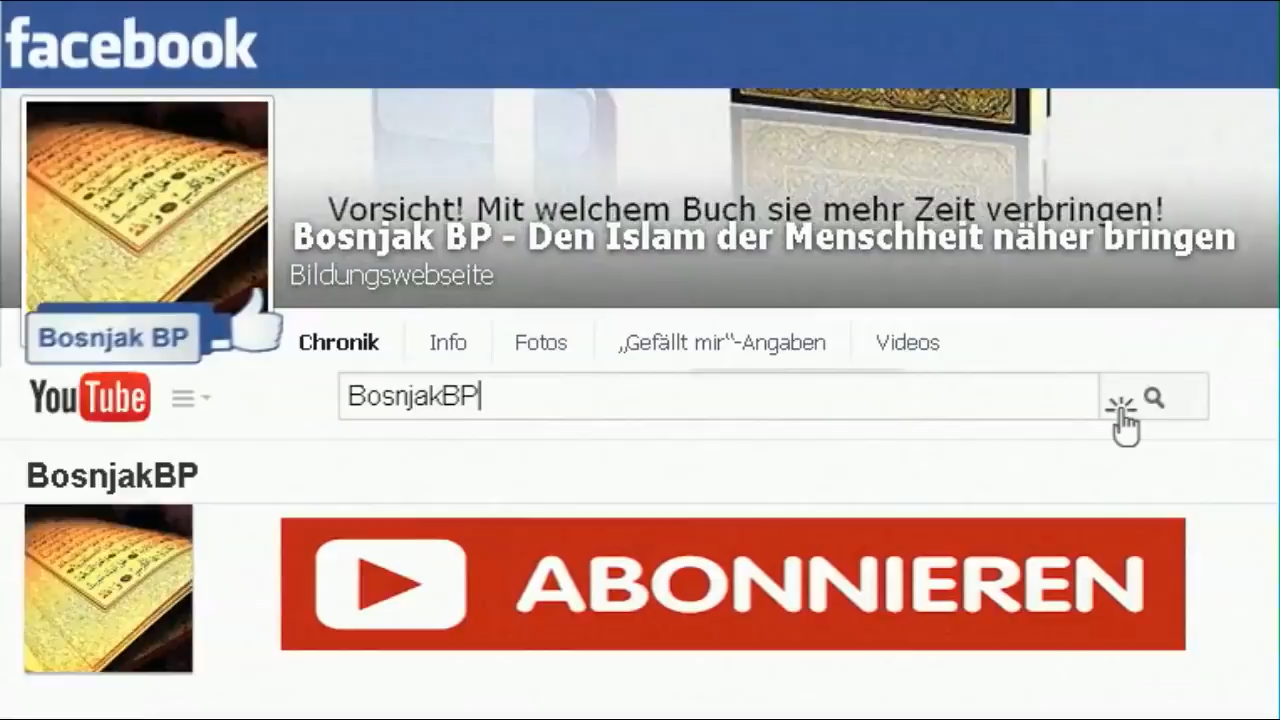 facebook
Vorsicht! Mit welchem Buch sie mehr Zeit verbringen!
Bosnjak BP - Den Islam der Menschheit näher bringen
Bildungswebseite
Bosnjak BP
Chronik Info Fotos „Gefällt mir“-Angaben Videos
YouTube BosnjakBP
BosnjakBP
ABONNIEREN